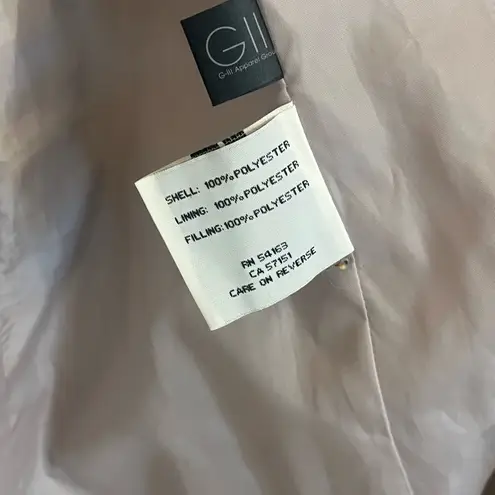 GIII
G-III Apparel Grou
SHELL: 100%POLYESTER
LINING: 100%POLYESTER
FILLING:100%POLYESTER
RN 54163
CA 57151
CARE ON REVERSE